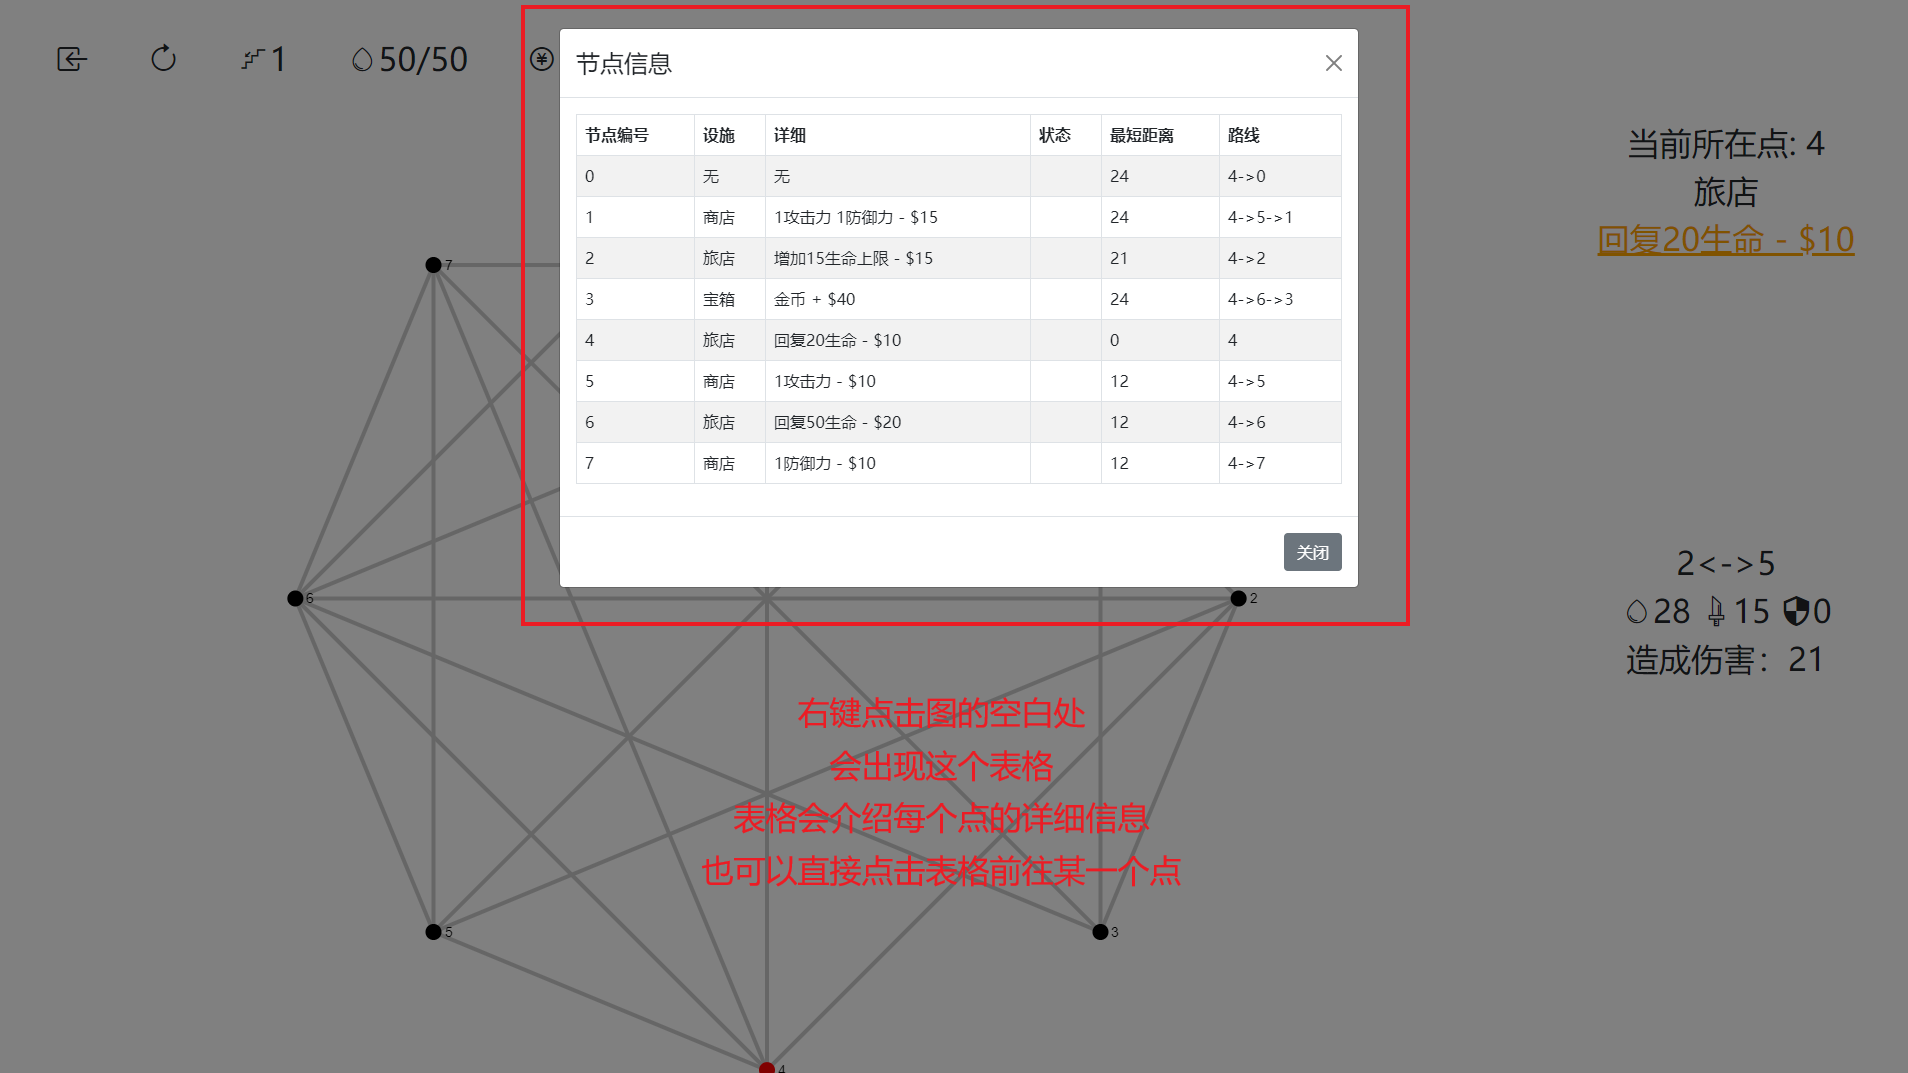 1
50/50
节点信息
节点编号 设施 详细 状态 最短距离 路线
0 无 无 24 4->0
1 商店 1攻击力 1防御力 - $15 24 4->5->1
2 旅店 增加15生命上限 - $15 21 4->2
3 宝箱 金币 + $40 24 4->6->3
4 旅店 回复20生命 - $10 0 4
5 商店 1攻击力 - $10 12 4->5
6 旅店 回复50生命 - $20 12 4->6
7 商店 1防御力 - $10 12 4->7
关闭
当前所在点: 4
旅店
回复20生命 - $10
2<->5
28 15 0
造成伤害：21
7
6
2
5
3
4
右键点击图的空白处
会出现这个表格
表格会介绍每个点的详细信息
也可以直接点击表格前往某一个点